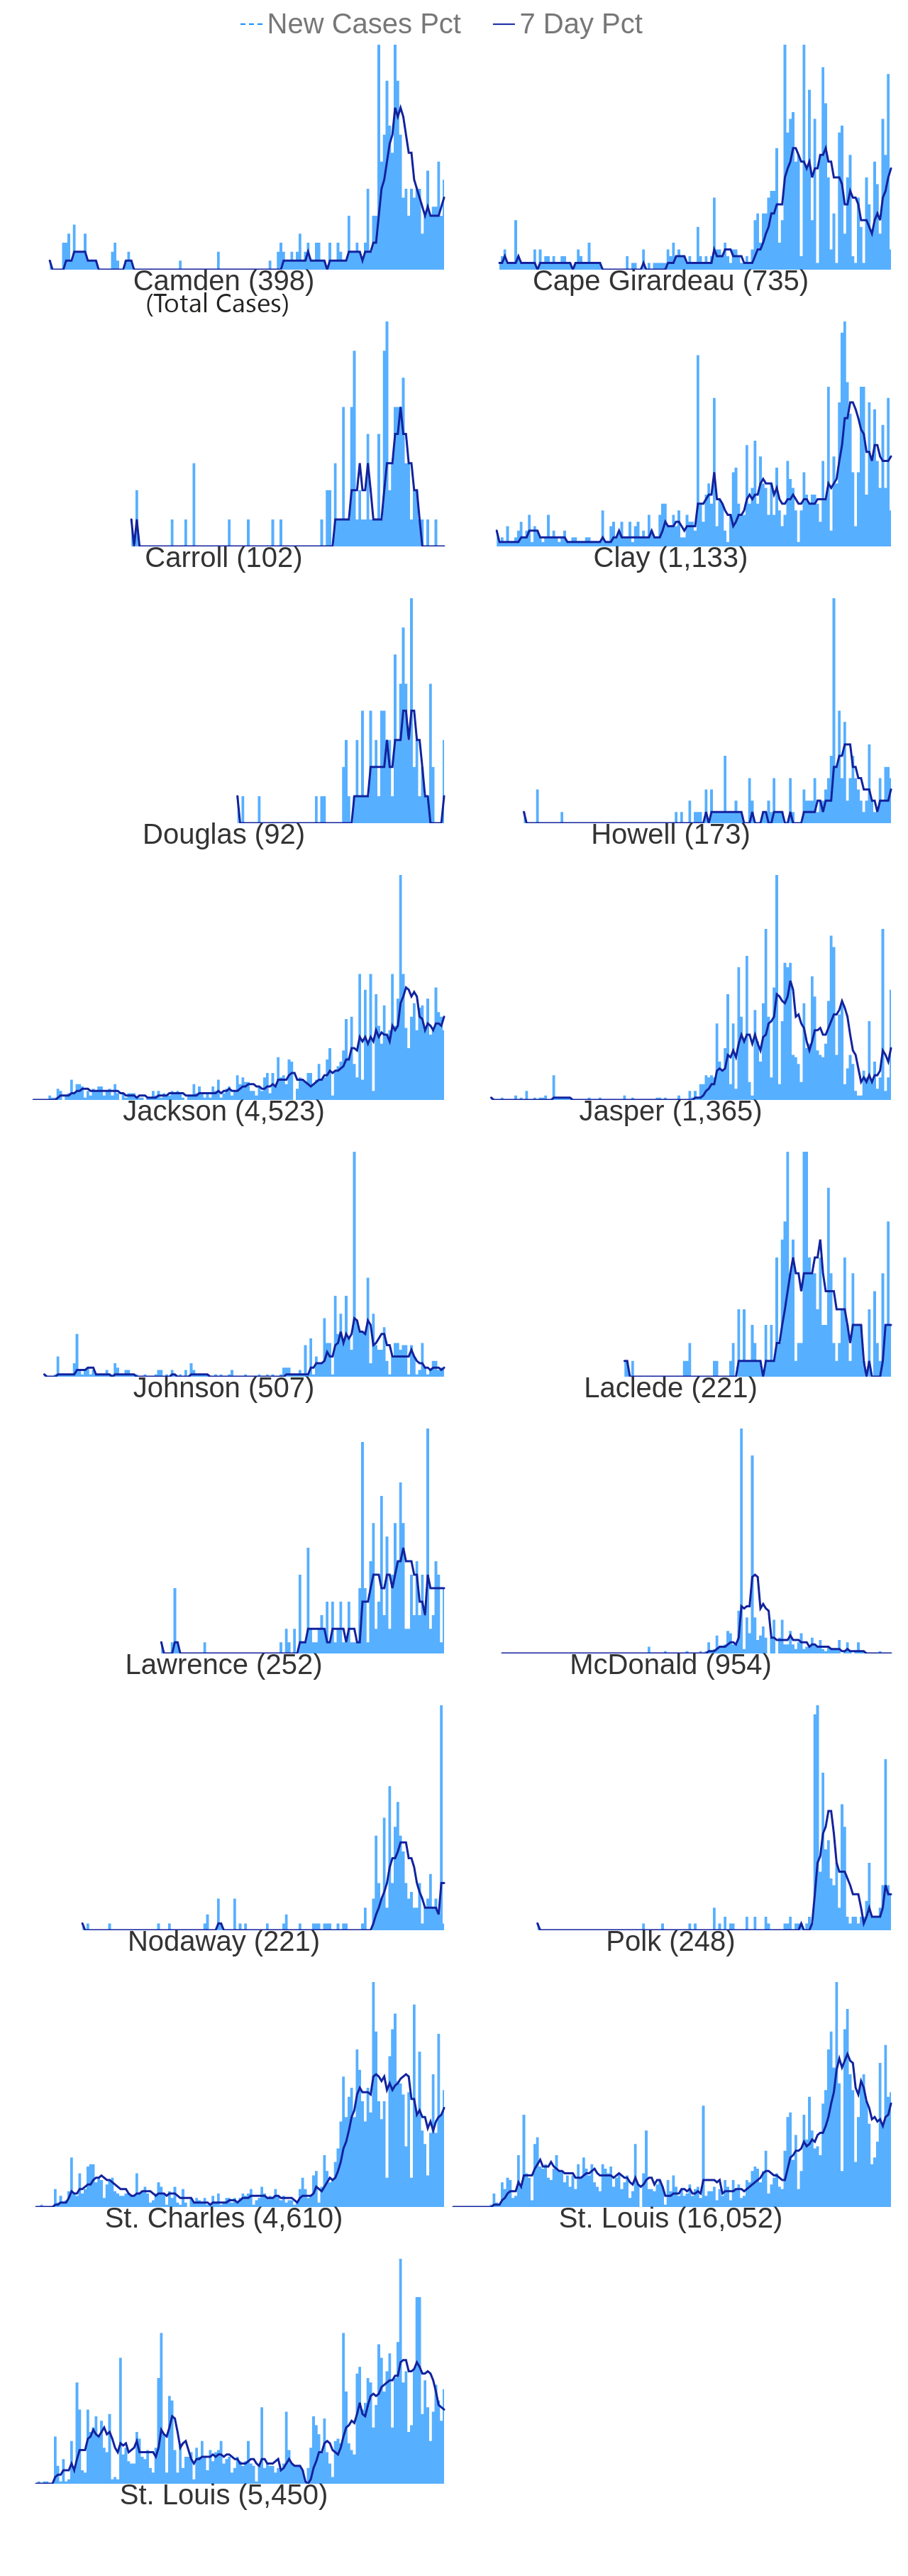 New Cases Pct 7 Day Pct
Camden (398) Cape Girardeau (735)
(Total Cases)
Carroll (102) Clay (1,133)
Douglas (92) Howell (173)
Jackson (4,523) Jasper (1,365)
Johnson (507) Laclede (221)
Lawrence (252) McDonald (954)
Nodaway (221) Polk (248)
St. Charles (4,610) St. Louis (16,052)
St. Louis (5,450)